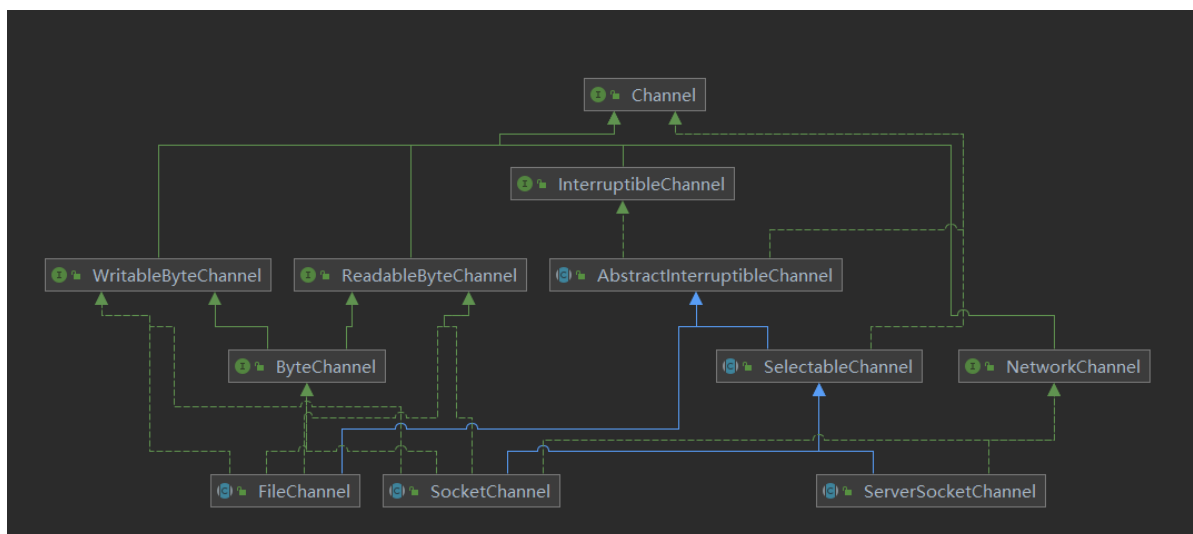 Channel
InterruptibleChannel
WritableByteChannel
ReadableByteChannel
AbstractInterruptibleChannel
ByteChannel
SelectableChannel
NetworkChannel
FileChannel
SocketChannel
ServerSocketChannel